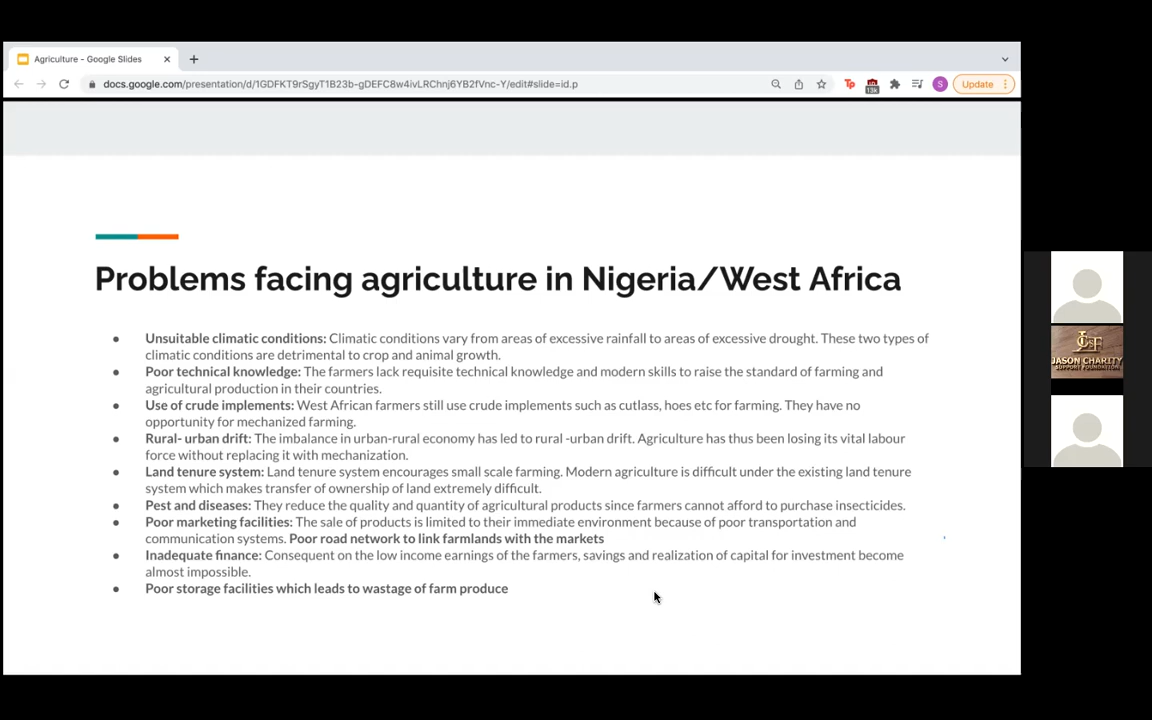 Agriculture - Google Slides
docs.google.com/presentation/d/1GDFKT9rSgyT1B23b-gDEFC8w4ivLRChnj6YB2fVnc-Y/edit#slide=id.p
13k
S
Update
Problems facing agriculture in Nigeria/West Africa
● Unsuitable climatic conditions: Climatic conditions vary from areas of excessive rainfall to areas of excessive drought. These two types of
climatic conditions are detrimental to crop and animal growth.
● Poor technical knowledge: The farmers lack requisite technical knowledge and modern skills to raise the standard of farming and
agricultural production in their countries.
● Use of crude implements: West African farmers still use crude implements such as cutlass, hoes etc for farming. They have no
opportunity for mechanized farming.
● Rural- urban drift: The imbalance in urban-rural economy has led to rural -urban drift. Agriculture has thus been losing its vital labour
force without replacing it with mechanization.
● Land tenure system: Land tenure system encourages small scale farming. Modern agriculture is difficult under the existing land tenure
system which makes transfer of ownership of land extremely difficult.
● Pest and diseases: They reduce the quality and quantity of agricultural products since farmers cannot afford to purchase insecticides.
● Poor marketing facilities: The sale of products is limited to their immediate environment because of poor transportation and
communication systems. Poor road network to link farmlands with the markets
● Inadequate finance: Consequent on the low income earnings of the farmers, savings and realization of capital for investment become
almost impossible.
● Poor storage facilities which leads to wastage of farm produce
JASON CHARITY
SUPPORT FOUNDATION